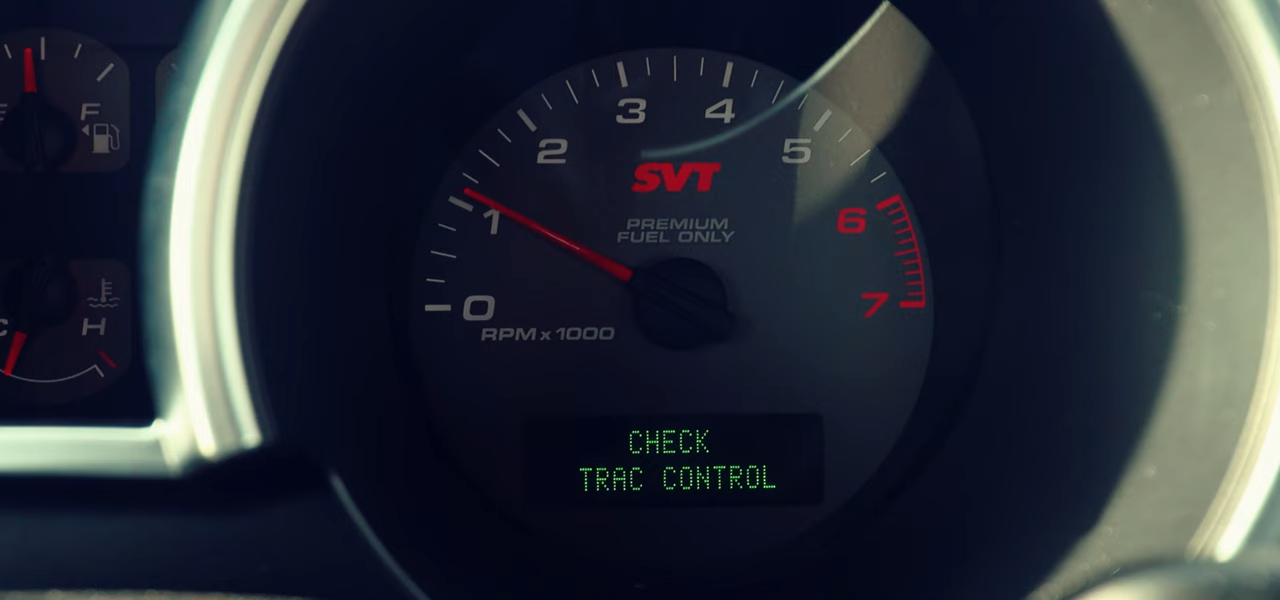 F
3
4
2
5
SVT
1
PREMIUM
FUEL ONLY
6
0
7
C
H
RPM x 1000
CHECK
TRAC CONTROL